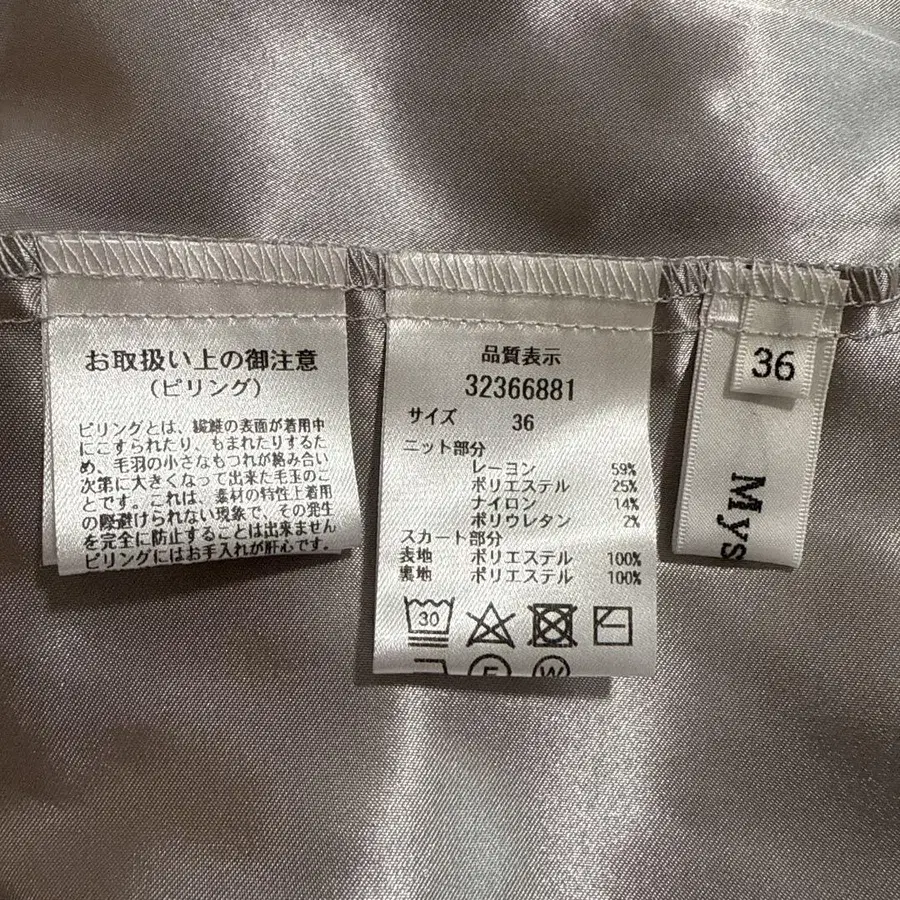 お取扱い上の御注意
(ピリング)
ピリングとは、繊維の表面が着用中
にこすられたり、もまれたりするた
め、毛羽の小さなもつれが絡み合い
次第に大きくなって出来た毛玉のこ
とです。これは、素材の特性上着用
の際避けられない現象で、その発生
を完全に防止することは出来ません
ピリングにはお手入れが肝心です。
品質表示
32366881
サイズ 36
ニット部分
レーヨン 59%
ポリエステル 25%
ナイロン 14%
ポリウレタン 2%
スカート部分
表地 ポリエステル 100%
裏地 ポリエステル 100%
30
F W
36
Mys